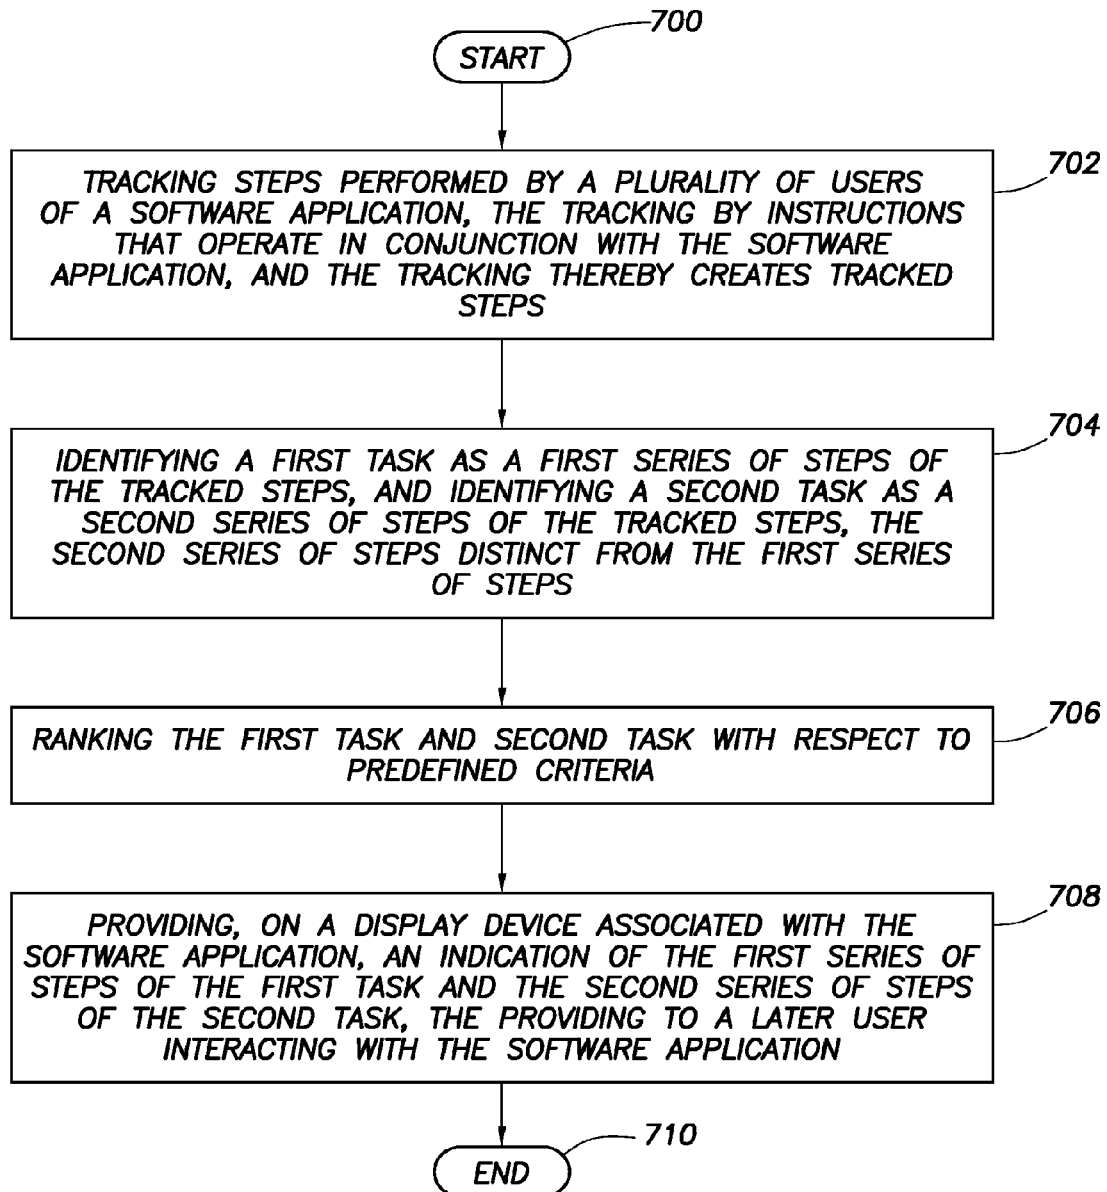 700
START
702
TRACKING STEPS PERFORMED BY A PLURALITY OF USERS
OF A SOFTWARE APPLICATION, THE TRACKING BY INSTRUCTIONS
THAT OPERATE IN CONJUNCTION WITH THE SOFTWARE
APPLICATION, AND THE TRACKING THEREBY CREATES TRACKED
STEPS
704
IDENTIFYING A FIRST TASK AS A FIRST SERIES OF STEPS OF
THE TRACKED STEPS, AND IDENTIFYING A SECOND TASK AS A
SECOND SERIES OF STEPS OF THE TRACKED STEPS, THE
SECOND SERIES OF STEPS DISTINCT FROM THE FIRST SERIES
OF STEPS
706
RANKING THE FIRST TASK AND SECOND TASK WITH RESPECT TO
PREDEFINED CRITERIA
708
PROVIDING, ON A DISPLAY DEVICE ASSOCIATED WITH THE
SOFTWARE APPLICATION, AN INDICATION OF THE FIRST SERIES OF
STEPS OF THE FIRST TASK AND THE SECOND SERIES OF STEPS
OF THE SECOND TASK, THE PROVIDING TO A LATER USER
INTERACTING WITH THE SOFTWARE APPLICATION
710
END